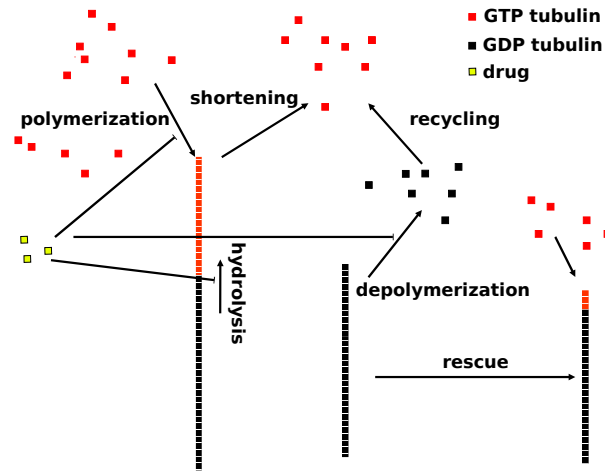 GTP tubulin
GDP tubulin
drug
shortening
polymerization
recycling
hydrolysis
depolymerization
rescue